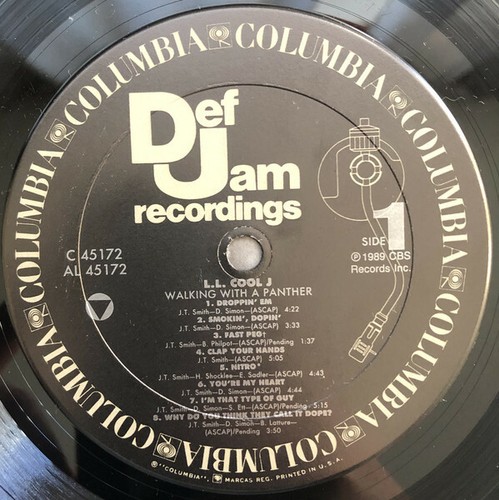 COLUMBIA COLUMBIA COLUMBIA COLUMBIA COLUMBIA COLUMBIA COLUMBIA COLUMBIA
Def
Jam
recordings
C 45172
AL 45172
SIDE 1
℗ 1989 CBS
Records Inc.
L.L. COOL J
WALKING WITH A PANTHER
1. DROPPIN' EM
J.T. Smith—D. Simon—(ASCAP) 4:22
2. SMOKIN', DOPIN'
J.T. Smith—D. Simon—(ASCAP) 3:33
3. FAST PEG†
J.T. Smith—B. Philpot—(ASCAP)/Pending 1:37
4. CLAP YOUR HANDS
J.T. Smith—(ASCAP) 5:05
5. NITRO*
J.T. Smith—H. Shocklee—E. Sadler—(ASCAP) 4:43
6. YOU'RE MY HEART
J.T. Smith—D. Simon—(ASCAP) 4:44
7. I'M THAT TYPE OF GUY
J.T. Smith—D. Simon—S. Ett—(ASCAP)/Pending 5:15
8. WHY DO YOU THINK THEY CALL IT DOPE?
J.T. Smith—D. Simon—B. Latture—
(ASCAP)/Pending 3:50
® "COLUMBIA", MARCAS REG. PRINTED IN U.S.A.